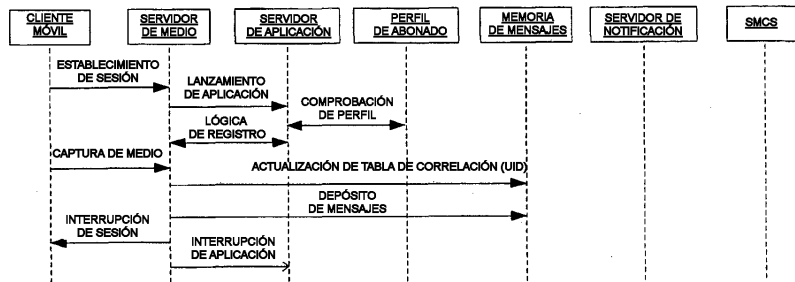 CLIENTE
MÓVIL
SERVIDOR
DE MEDIO
SERVIDOR
DE APLICACIÓN
PERFIL
DE ABONADO
MEMORIA
DE MENSAJES
SERVIDOR DE
NOTIFICACIÓN
SMCS
ESTABLECIMIENTO
DE SESIÓN
LANZAMIENTO
DE APLICACIÓN
COMPROBACIÓN
DE PERFIL
LÓGICA
DE REGISTRO
CAPTURA DE MEDIO
ACTUALIZACIÓN DE TABLA DE CORRELACIÓN (UID)
DEPÓSITO
DE MENSAJES
INTERRUPCIÓN
DE SESIÓN
INTERRUPCIÓN
DE APLICACIÓN